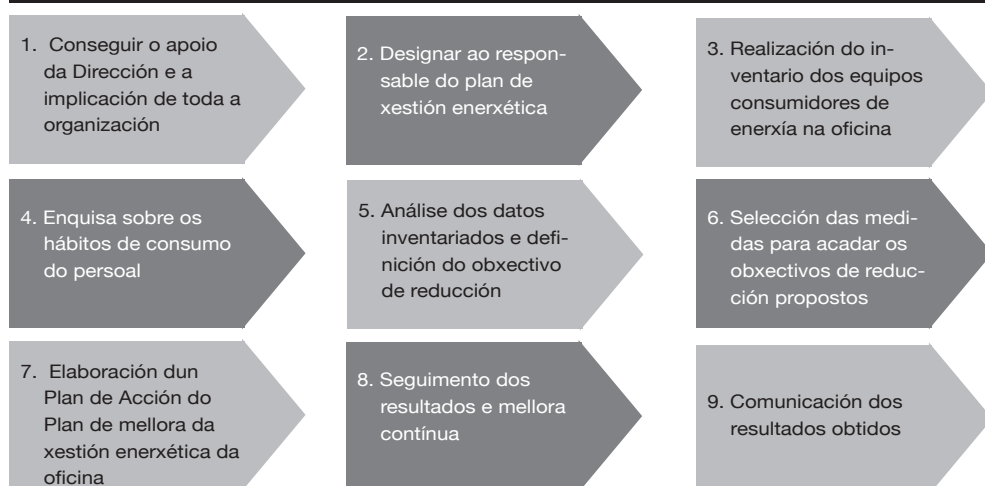 1. Conseguir o apoio
da Dirección e a
implicación de toda a
organización
2. Designar ao respon-
sable do plan de
xestión enerxética
3. Realización do in-
ventario dos equipos
consumidores de
enerxía na oficina
4. Enquisa sobre os
hábitos de consumo
do persoal
5. Análise dos datos
inventariados e defi-
nición do obxectivo
de reducción
6. Selección das medi-
das para acadar os
obxectivos de reduc-
ción propostos
7. Elaboración dun
Plan de Acción do
Plan de mellora da
xestión enerxética da
oficina
8. Seguimento dos
resultados e mellora
contínua
9. Comunicación dos
resultados obtidos